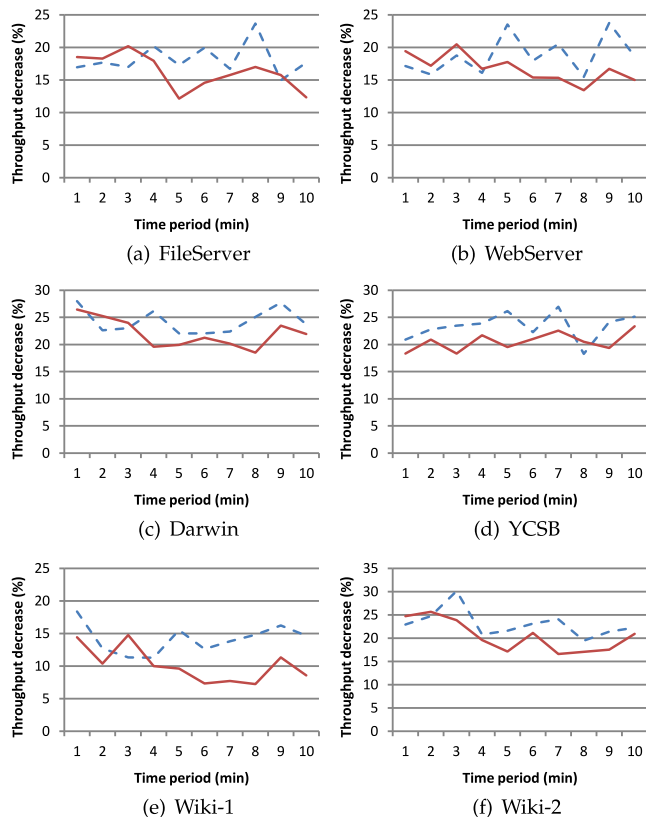 Throughput decrease (%)
25
20
15
10
5
0
1 2 3 4 5 6 7 8 9 10
Time period (min)
(a) FileServer
Throughput decrease (%)
25
20
15
10
5
0
1 2 3 4 5 6 7 8 9 10
Time period (min)
(b) WebServer
Throughput decrease (%)
30
25
20
15
10
5
0
1 2 3 4 5 6 7 8 9 10
Time period (min)
(c) Darwin
Throughput decrease (%)
30
25
20
15
10
5
0
1 2 3 4 5 6 7 8 9 10
Time period (min)
(d) YCSB
Throughput decrease (%)
25
20
15
10
5
0
1 2 3 4 5 6 7 8 9 10
Time period (min)
(e) Wiki-1
Throughput decrease (%)
35
30
25
20
15
10
5
0
1 2 3 4 5 6 7 8 9 10
Time period (min)
(f) Wiki-2